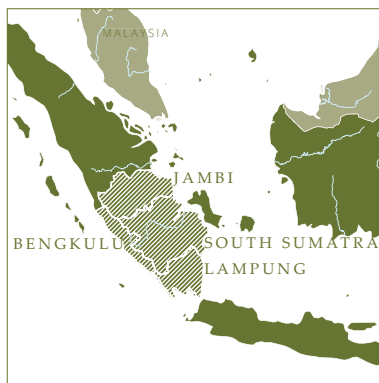 MALAYSIA
JAMBI
BENGKULU
SOUTH SUMATRA
LAMPUNG